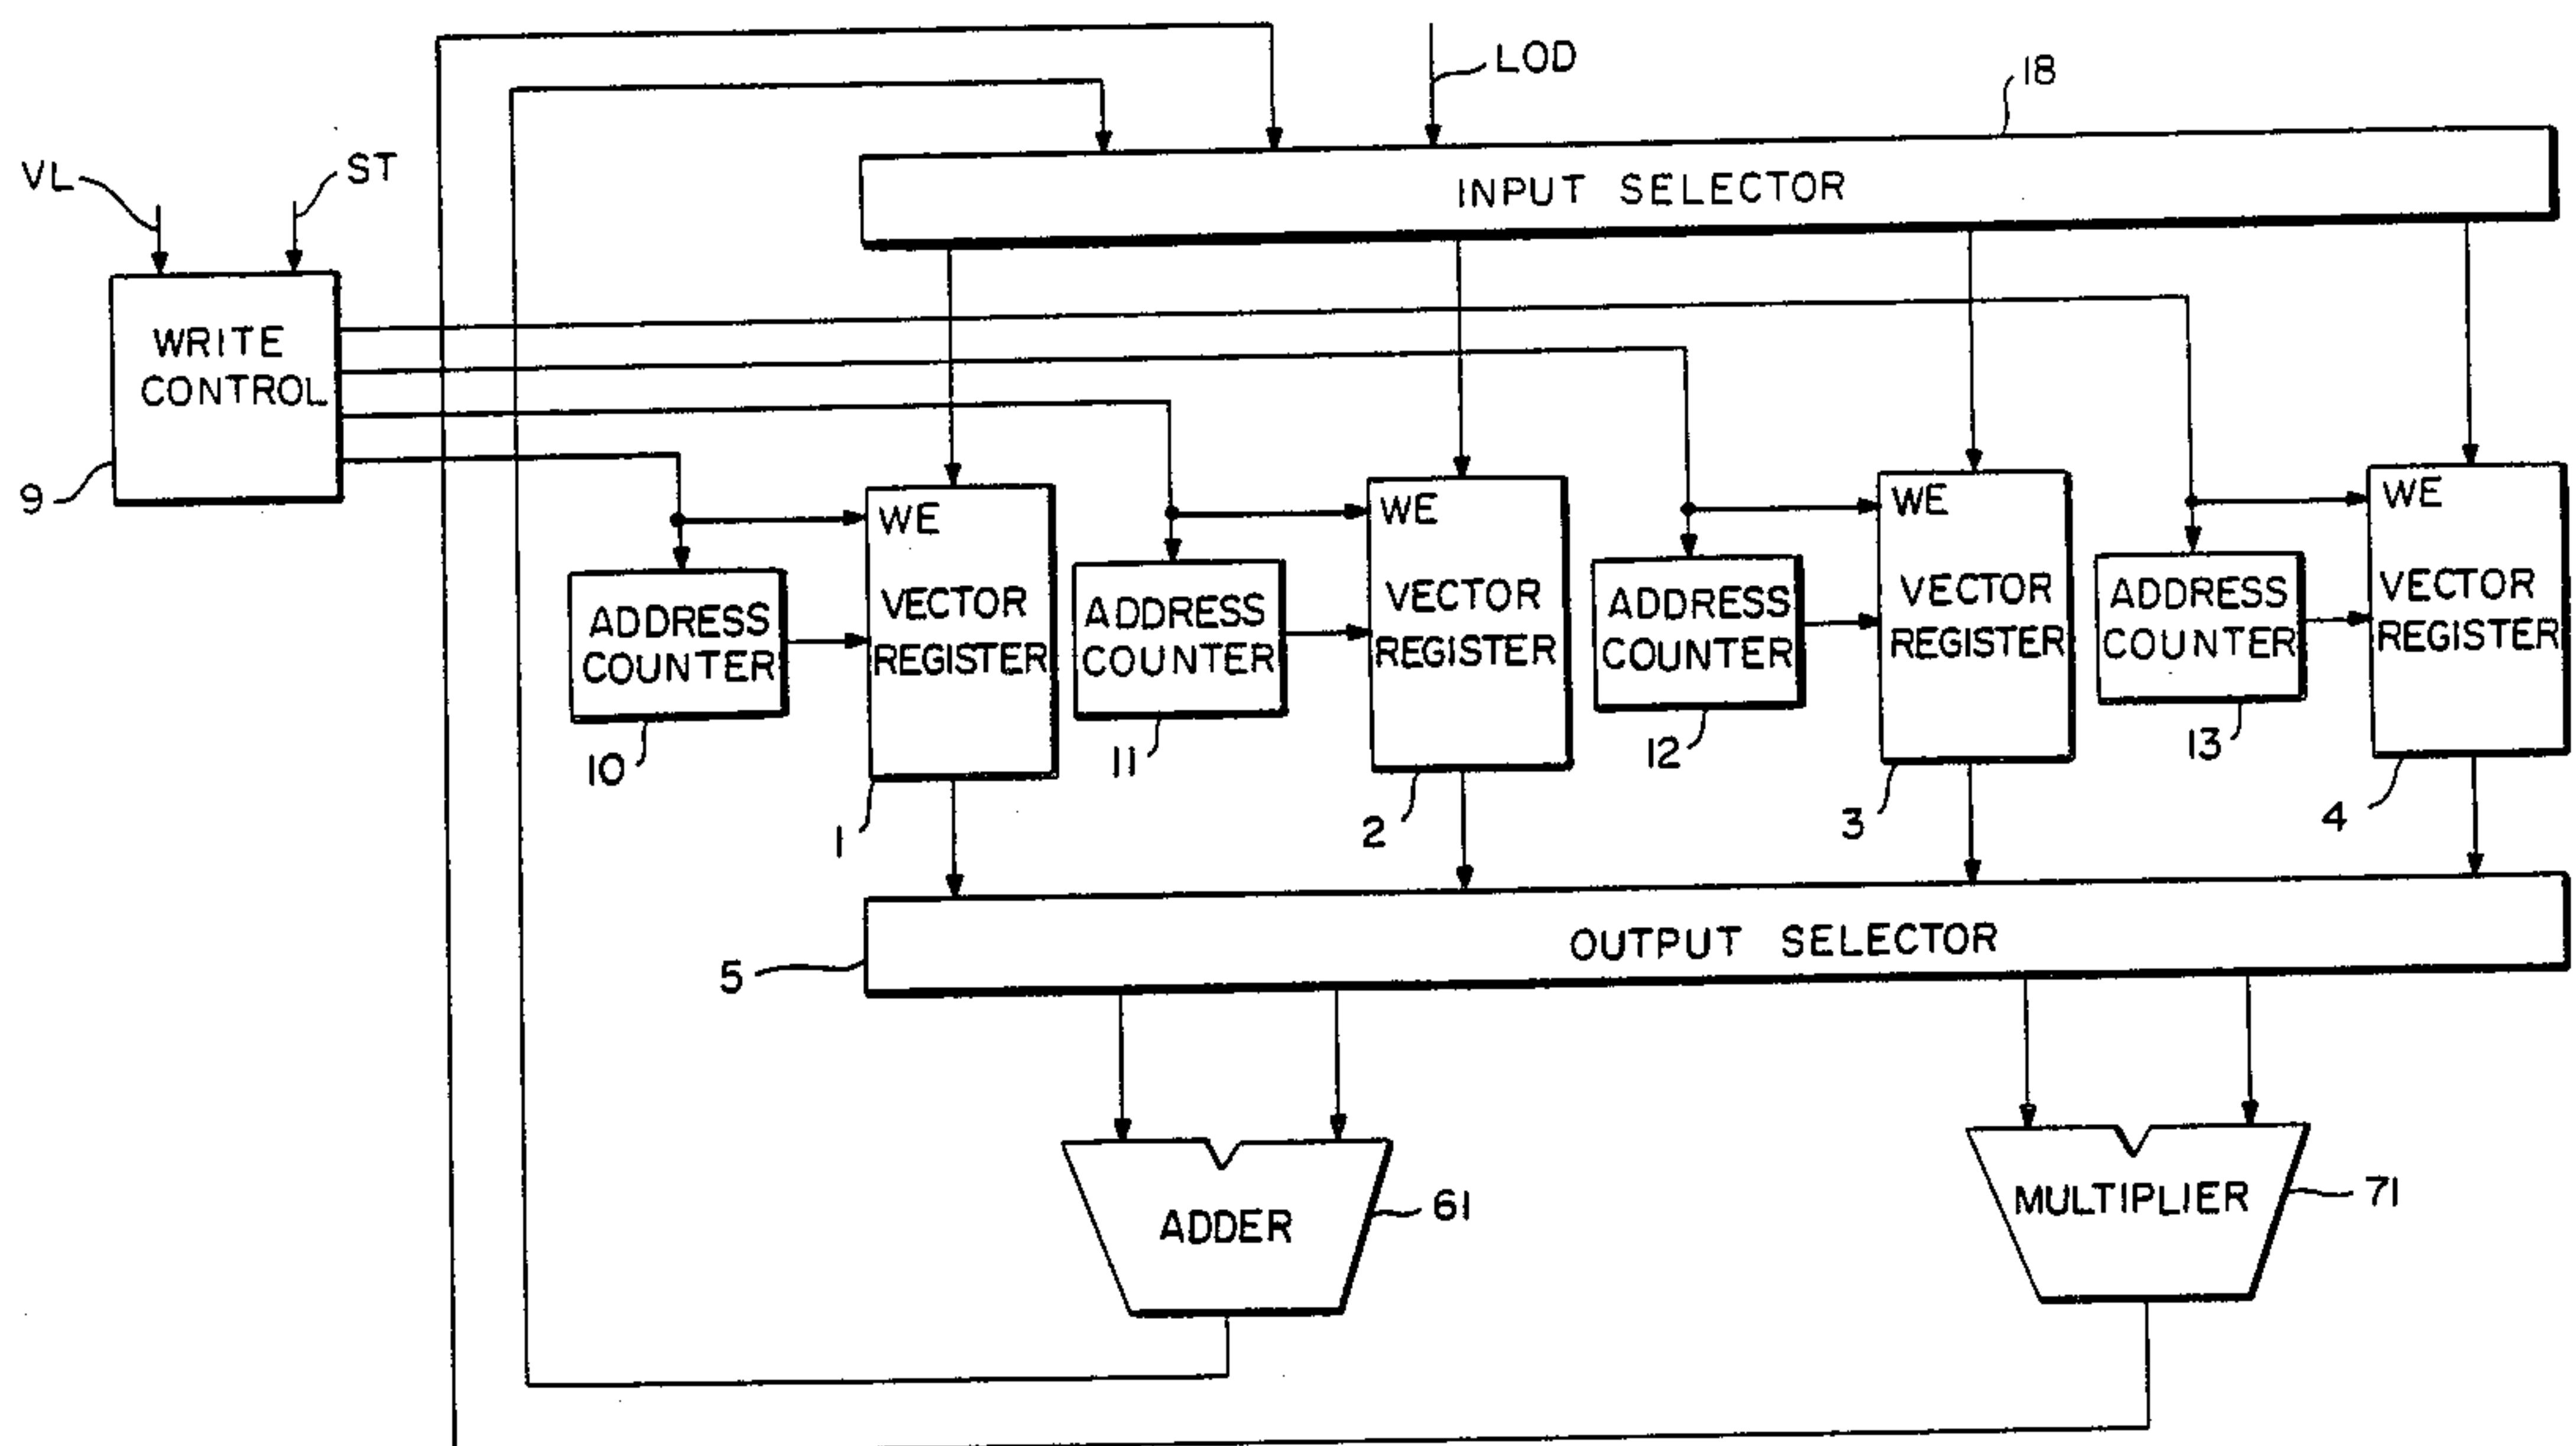 LOD
18
VL
ST
INPUT SELECTOR
WRITE
CONTROL
9
WE
VECTOR
REGISTER
WE
VECTOR
REGISTER
WE
VECTOR
REGISTER
WE
VECTOR
REGISTER
ADDRESS
COUNTER
ADDRESS
COUNTER
ADDRESS
COUNTER
ADDRESS
COUNTER
10
11
12
13
1
2
3
4
OUTPUT SELECTOR
5
ADDER
61
MULTIPLIER
71